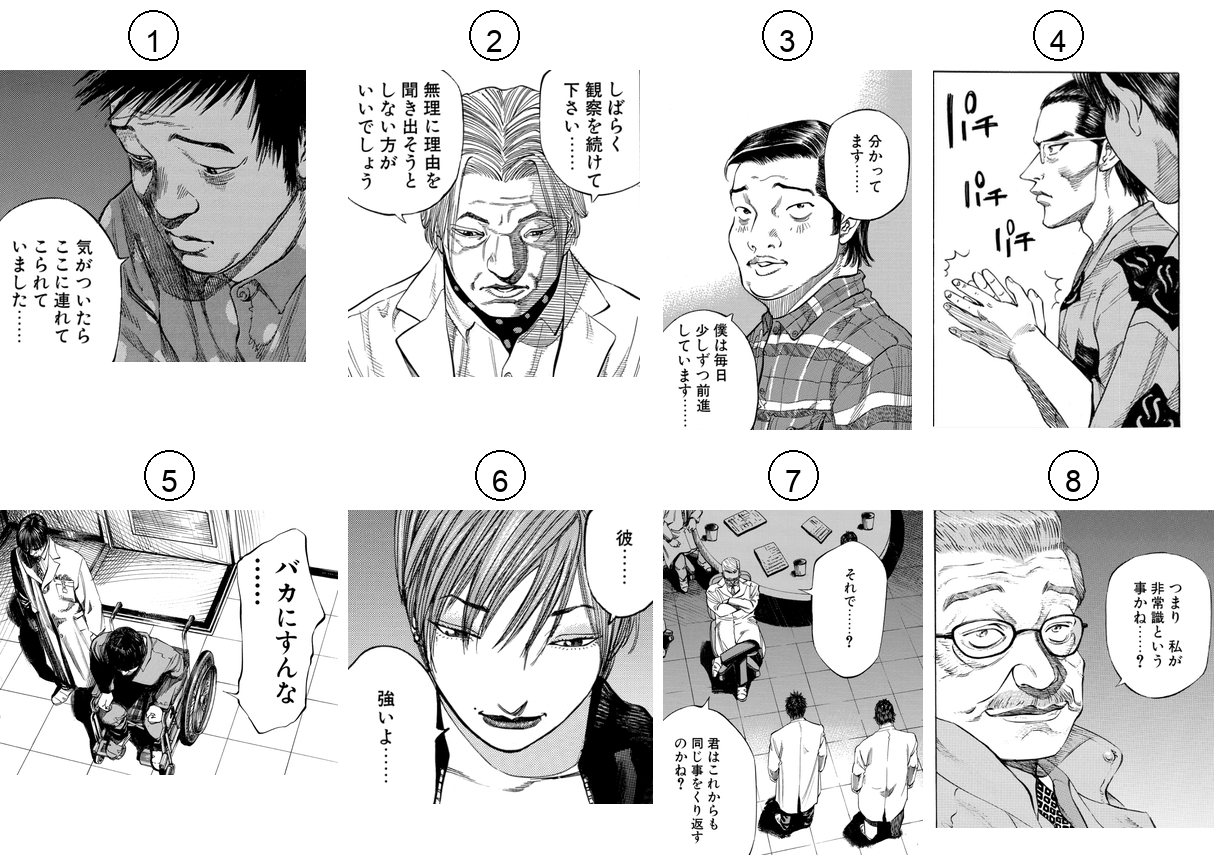 1
気がついたら
ここに連れて
こられて
いました……
2
しばらく
観察を続けて
下さい……
無理に理由を
聞き出そうと
しない方が
いいでしょう
3
分かって
ます……
僕は毎日
少しずつ前進
しています……
4
パチ
パチ
パチ
5
バカにすんな
……
6
彼……
強いよ……
7
それで……?
君はこれからも
同じ事をくり返す
のかね?
8
つまり 私が
非常識という
事かね……?